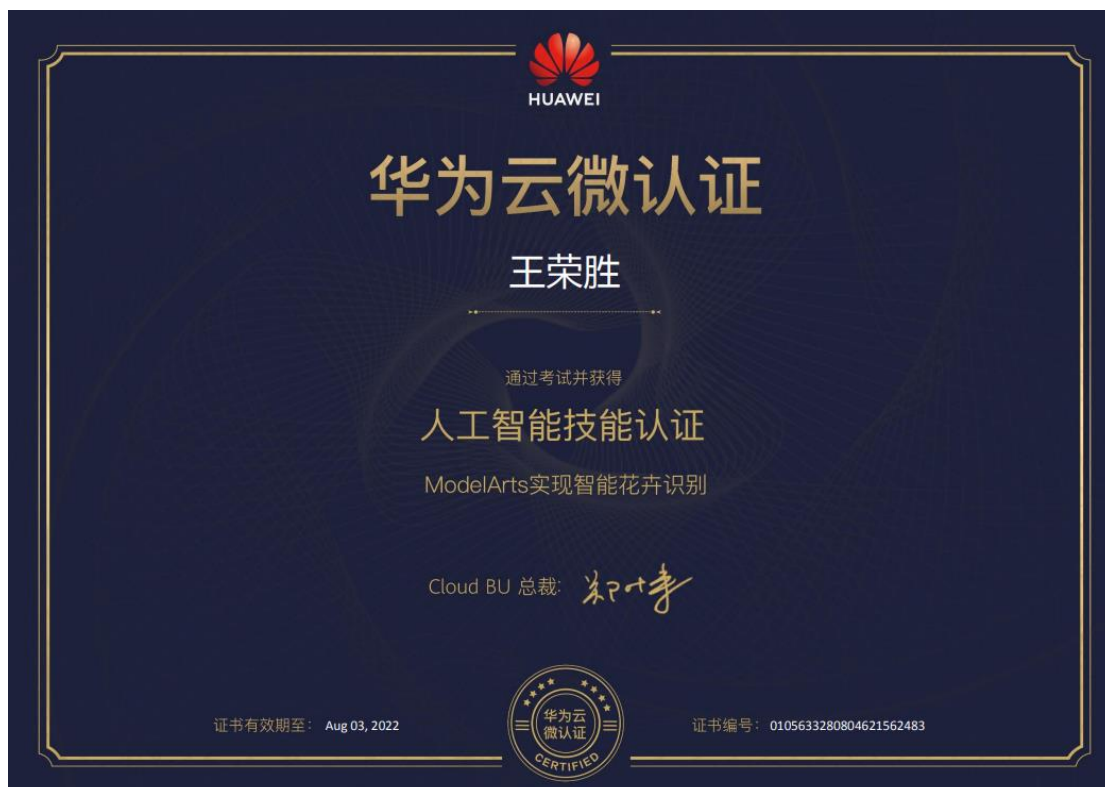 HUAWEI
华为云微认证
王荣胜
通过考试并获得
人工智能技能认证
ModelArts实现智能花卉识别
Cloud BU 总裁:
证书有效期至: Aug 03, 2022
华为云
微认证
CERTIFIED
证书编号: 0105633280804621562483